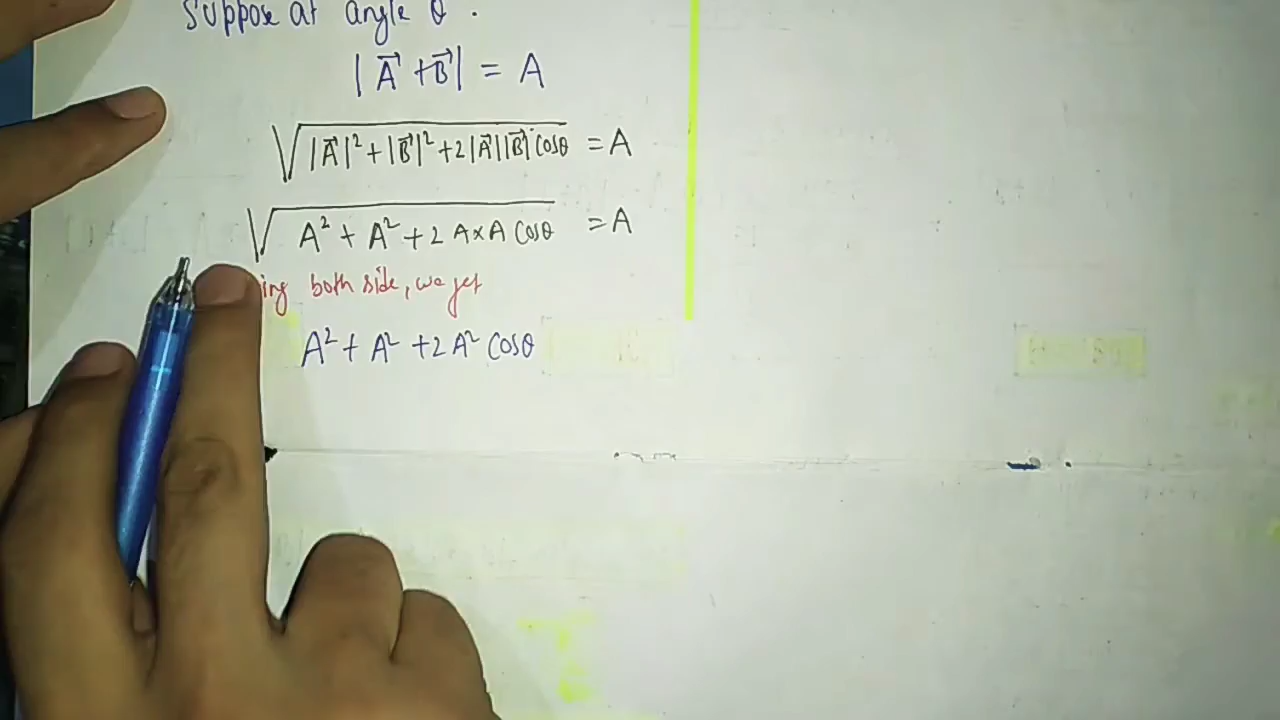 Suppose at angle θ.
|A⃗ + B⃗| = A
√|A⃗|² + |B⃗|² + 2|A⃗||B⃗| Cosθ = A
√A² + A² + 2 A × A Cosθ = A
ing both side, we get
A² + A² + 2A² Cosθ